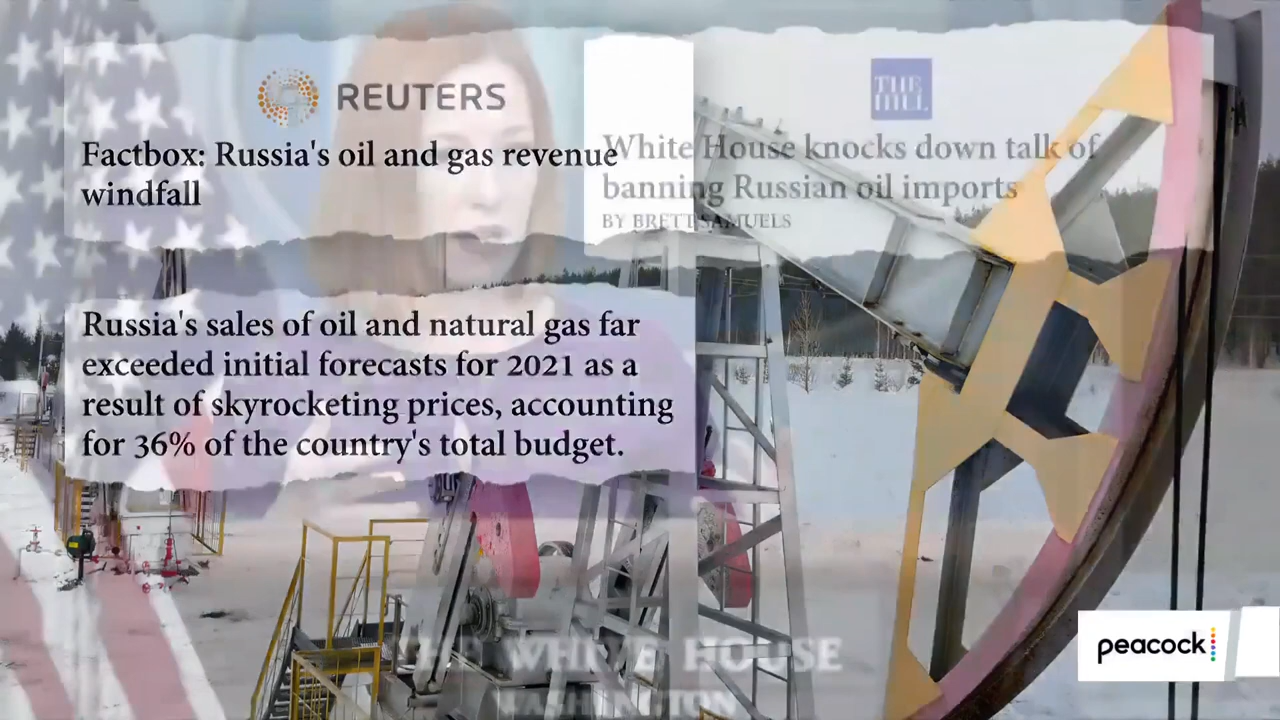 REUTERS
Factbox: Russia's oil and gas revenue
windfall
Russia's sales of oil and natural gas far
exceeded initial forecasts for 2021 as a
result of skyrocketing prices, accounting
for 36% of the country's total budget.
THE
HILL
White House knocks down talk of
banning Russian oil imports
BY BRETT SAMUELS
THE WHITE HOUSE
WASHINGTON
peacock